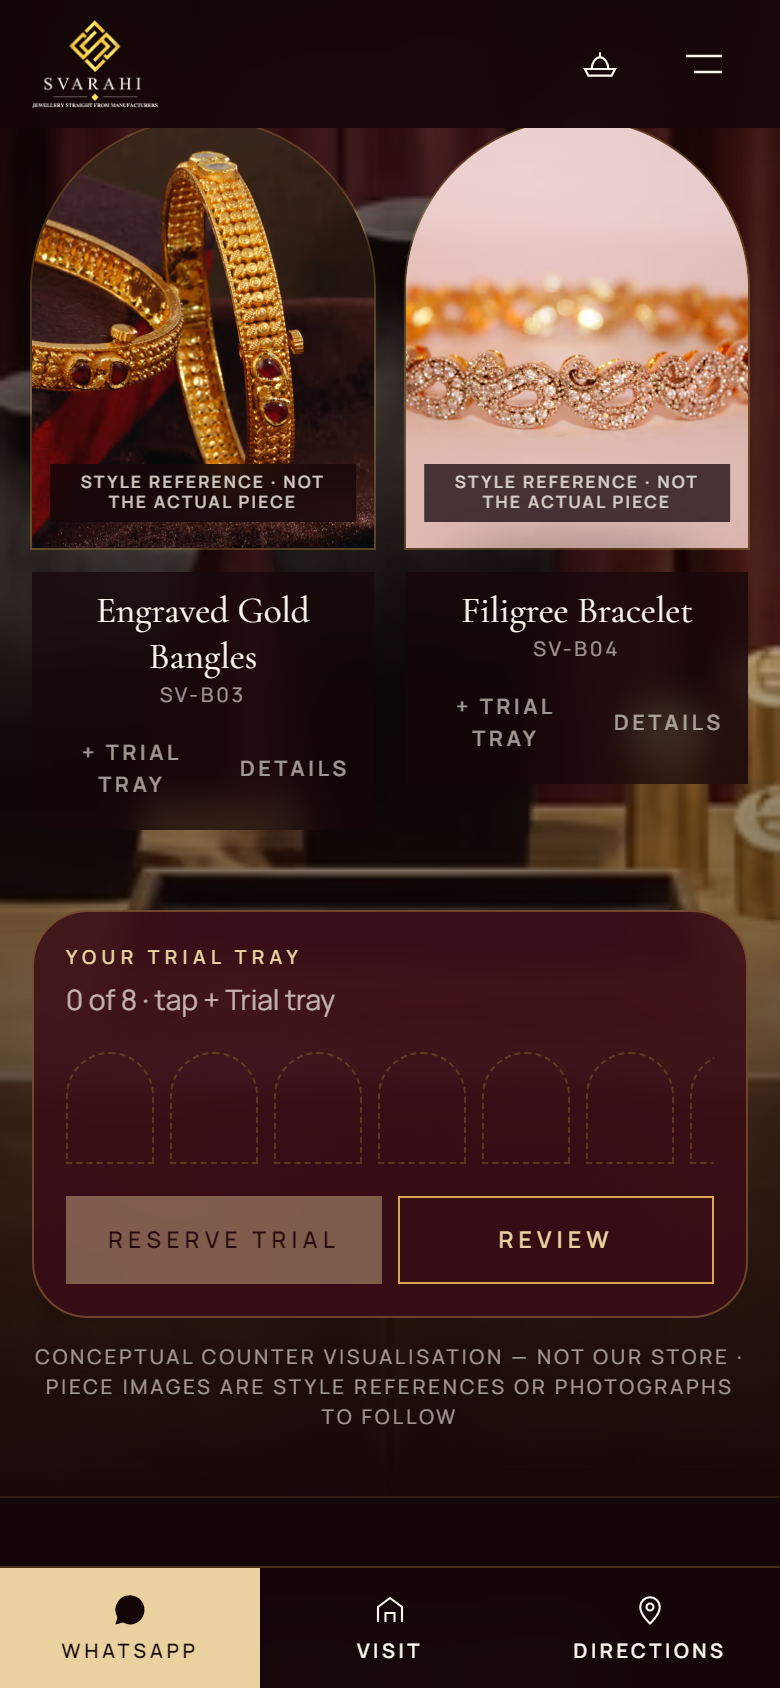 SVARAHI
JEWELLERY STRAIGHT FROM MANUFACTURERS
STYLE REFERENCE · NOT
THE ACTUAL PIECE
STYLE REFERENCE · NOT
THE ACTUAL PIECE
Engraved Gold
Bangles
SV-B03
+ TRIAL
TRAY
DETAILS
Filigree Bracelet
SV-B04
+ TRIAL
TRAY
DETAILS
YOUR TRIAL TRAY
0 of 8 · tap + Trial tray
RESERVE TRIAL
REVIEW
CONCEPTUAL COUNTER VISUALISATION — NOT OUR STORE ·
PIECE IMAGES ARE STYLE REFERENCES OR PHOTOGRAPHS
TO FOLLOW
WHATSAPP
VISIT
DIRECTIONS